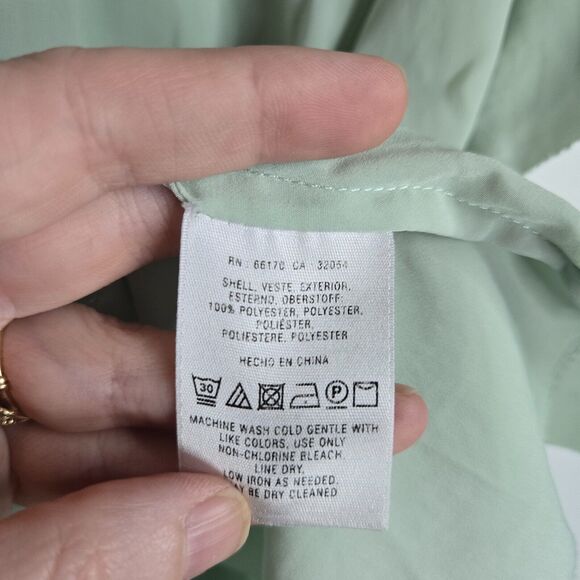 RN : 66170 CA : 32054
SHELL, VESTE, EXTERIOR,
ESTERNO, OBERSTOFF:
100% POLYESTER, POLYESTER,
POLIÉSTER,
POLIESTERE, POLYESTER
HECHO EN CHINA
30 P
MACHINE WASH COLD GENTLE WITH
LIKE COLORS, USE ONLY
NON-CHLORINE BLEACH.
LINE DRY.
LOW IRON AS NEEDED.
BE DRY CLEANED